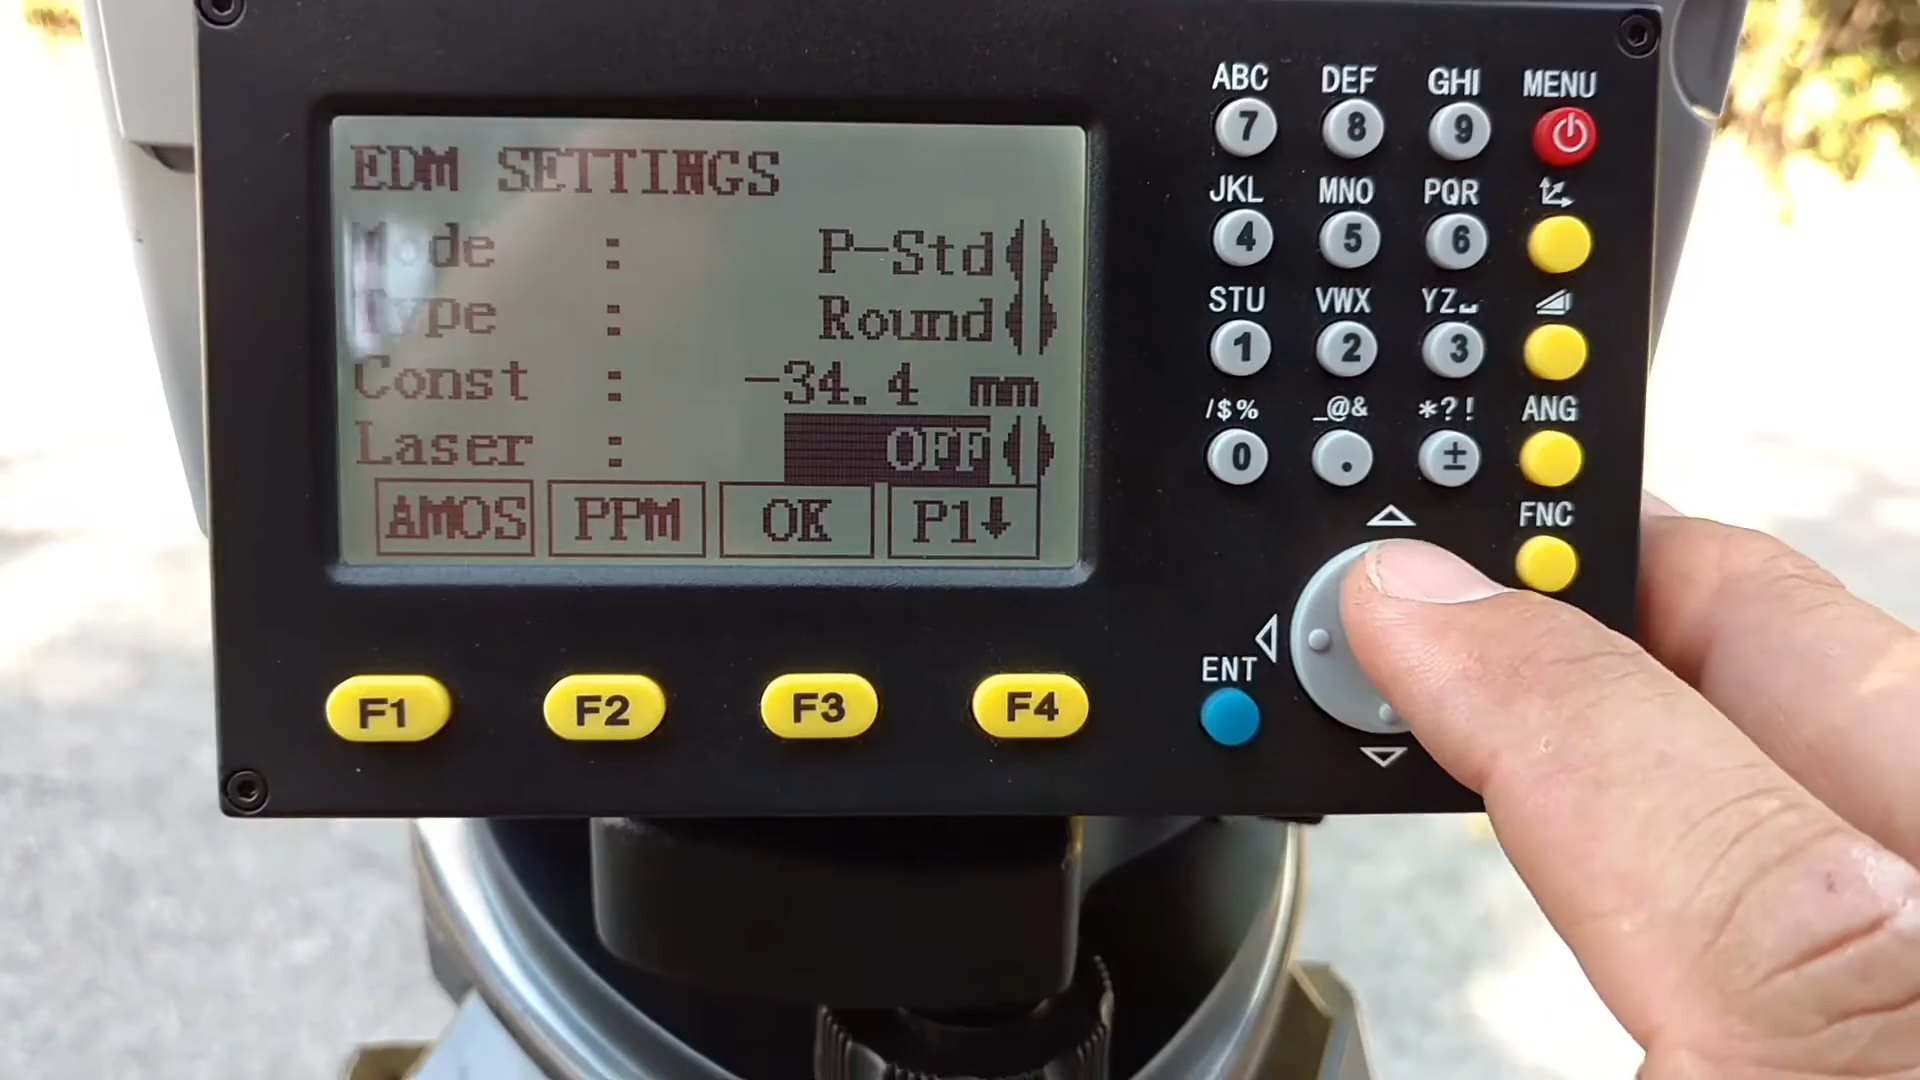 EDM SETTINGS
Mode : P-Std
Type : Round
Const : -34.4 mm
Laser : OFF
AMOS PPM OK P1↓
F1 F2 F3 F4
ABC DEF GHI MENU
7 8 9
JKL MNO PQR
4 5 6
STU VWX YZ␣
1 2 3
/$% _@& *?! ANG
0 . ±
FNC
ENT